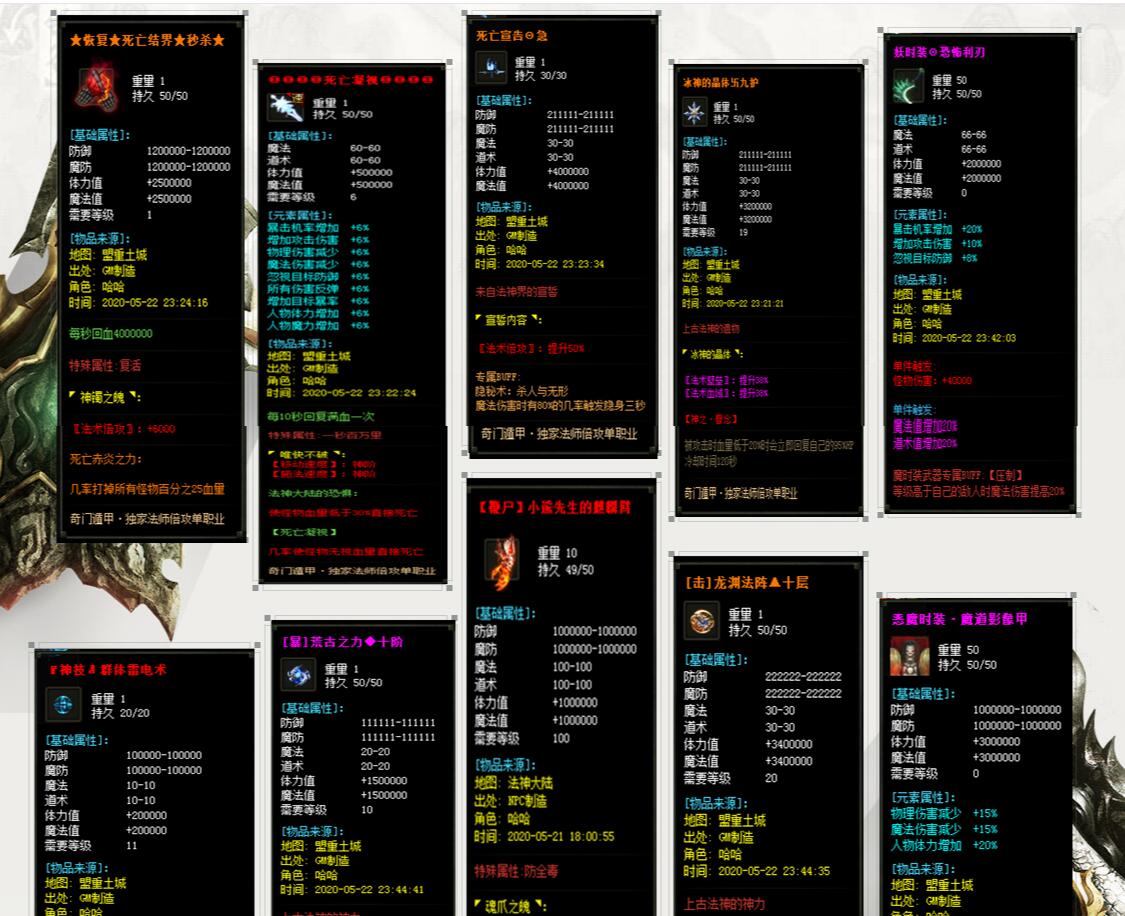 ★恢复★死亡结界★秒杀★
重量 1
持久 50/50
[基础属性]:
防御 1200000-1200000
魔防 1200000-1200000
体力值 +2500000
魔法值 +2500000
需要等级 1
[物品来源]:
地图: 盟重土城
出处: GM制造
角色: 哈哈
时间: 2020-05-22 23:24:16
每秒回血4000000
特殊属性:复活
◤神镯之魄◥:
〖法术倍攻〗: +6000
死亡赤炎之力:
几车打掉所有怪物百分之25血量
奇门遁甲·独家法师倍攻单职业
死亡凝视
重量 1
持久 50/50
[基础属性]:
魔法 60-60
道术 60-60
体力值 +500000
魔法值 +500000
需要等级 6
[元素属性]:
暴击机车增加 +6%
增加攻击伤害 +6%
物理伤害减少 +6%
魔法伤害减少 +6%
忽视目标防御 +6%
所有伤害反弹 +6%
增加目标暴率 +6%
人物体力增加 +6%
人物魔力增加 +6%
[物品来源]:
地图: 盟重土城
出处: GM制造
角色: 哈哈
时间: 2020-05-22 23:22:24
每10秒回复满血一次
特殊属性:一秒百万里
◤唯快不破◥:
〖移动速度〗: 神阶
〖施法速度〗: 神阶
法神大陆的恐惧:
使怪物血量低于30%直接死亡
【死亡凝视】
几车使怪物无视血量直接死亡
奇门遁甲·独家法师倍攻单职业
死亡宣告⊙急
重量 1
持久 30/30
[基础属性]:
防御 211111-211111
魔防 211111-211111
魔法 30-30
道术 30-30
体力值 +4000000
魔法值 +4000000
[物品来源]:
地图: 盟重土城
出处: GM制造
角色: 哈哈
时间: 2020-05-22 23:23:34
来自法神界的宣誓
◤宣誓内容◥:
〖法术倍攻〗: 提升50%
专属BUFF:
隐秘术: 杀人与无形
魔法伤害时有80%的几车触发隐身三秒
奇门遁甲·独家法师倍攻单职业
冰神的晶体卐九炉
重量 1
持久 50/50
[基础属性]:
防御 211111-211111
魔防 211111-211111
魔法 30-30
道术 30-30
体力值 +3200000
魔法值 +3200000
需要等级 19
[物品来源]:
地图: 盟重土城
出处: GM制造
角色: 哈哈
时间: 2020-05-22 23:21:21
上古法神的遗物
◤冰神的晶体◥:
提升38%
提升38%
被攻击时血量低于20%时会立即回复自己的95%HP
冷却时间120秒
奇门遁甲·独家法师倍攻单职业
妖时装⊙恐怖利刃
重量 50
持久 50/50
[基础属性]:
魔法 66-66
道术 66-66
体力值 +2000000
魔法值 +2000000
需要等级 0
[元素属性]:
暴击机车增加 +20%
增加攻击伤害 +10%
忽视目标防御 +8%
[物品来源]:
地图: 盟重土城
出处: GM制造
角色: 哈哈
时间: 2020-05-22 23:42:03
单件触发:
怪物伤害: +40000
单件触发:
魔法值增加20%
道术值增加20%
魔时装武器专属BUFF:【压制】
等级高于自己的敌人时魔法伤害提高20%
群体雷电术
重量 1
持久 20/20
[基础属性]:
防御 100000-100000
魔防 100000-100000
魔法 10-10
道术 10-10
体力值 +200000
魔法值 +200000
需要等级 11
[物品来源]:
地图: 盟重土城
出处: GM制造
角色: 哈哈
[暴]荒古之力◆十阶
重量 1
持久 50/50
[基础属性]:
防御 111111-111111
魔防 111111-111111
魔法 20-20
道术 20-20
体力值 +1500000
魔法值 +1500000
需要等级 10
[物品来源]:
地图: 盟重土城
出处: GM制造
角色: 哈哈
时间: 2020-05-22 23:44:41
上古法神的神力
重量 10
持久 49/50
[基础属性]:
防御 1000000-1000000
魔防 1000000-1000000
魔法 100-100
道术 100-100
体力值 +1000000
魔法值 +1000000
需要等级 100
[物品来源]:
地图: 法神大陆
出处: NPC制造
角色: 哈哈
时间: 2020-05-21 18:00:55
特殊属性:防全毒
◤魂爪之魄◥:
[击]龙渊法阵▲十层
重量 1
持久 50/50
[基础属性]:
防御 222222-222222
魔防 222222-222222
魔法 30-30
道术 30-30
体力值 +3400000
魔法值 +3400000
需要等级 20
[物品来源]:
地图: 盟重土城
出处: GM制造
角色: 哈哈
时间: 2020-05-22 23:44:35
上古法神的神力
恶魔时装·魔道影像甲
重量 50
持久 50/50
[基础属性]:
防御 1000000-1000000
魔防 1000000-1000000
体力值 +3000000
魔法值 +3000000
需要等级 0
[元素属性]:
物理伤害减少 +15%
魔法伤害减少 +15%
人物体力增加 +20%
[物品来源]:
地图: 盟重土城
出处: GM制造
角色: 哈哈